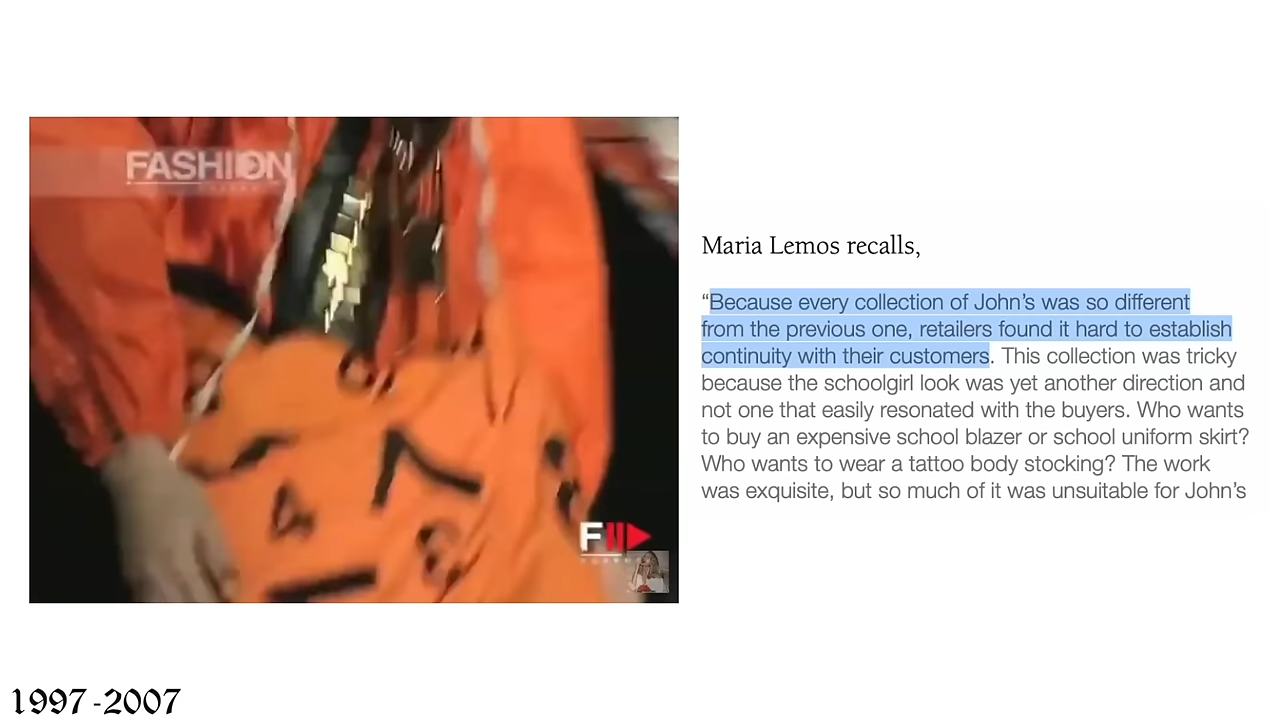 FASHION
4 7
F
Maria Lemos recalls,
“Because every collection of John’s was so different
from the previous one, retailers found it hard to establish
continuity with their customers. This collection was tricky
because the schoolgirl look was yet another direction and
not one that easily resonated with the buyers. Who wants
to buy an expensive school blazer or school uniform skirt?
Who wants to wear a tattoo body stocking? The work
was exquisite, but so much of it was unsuitable for John’s
1997-2007